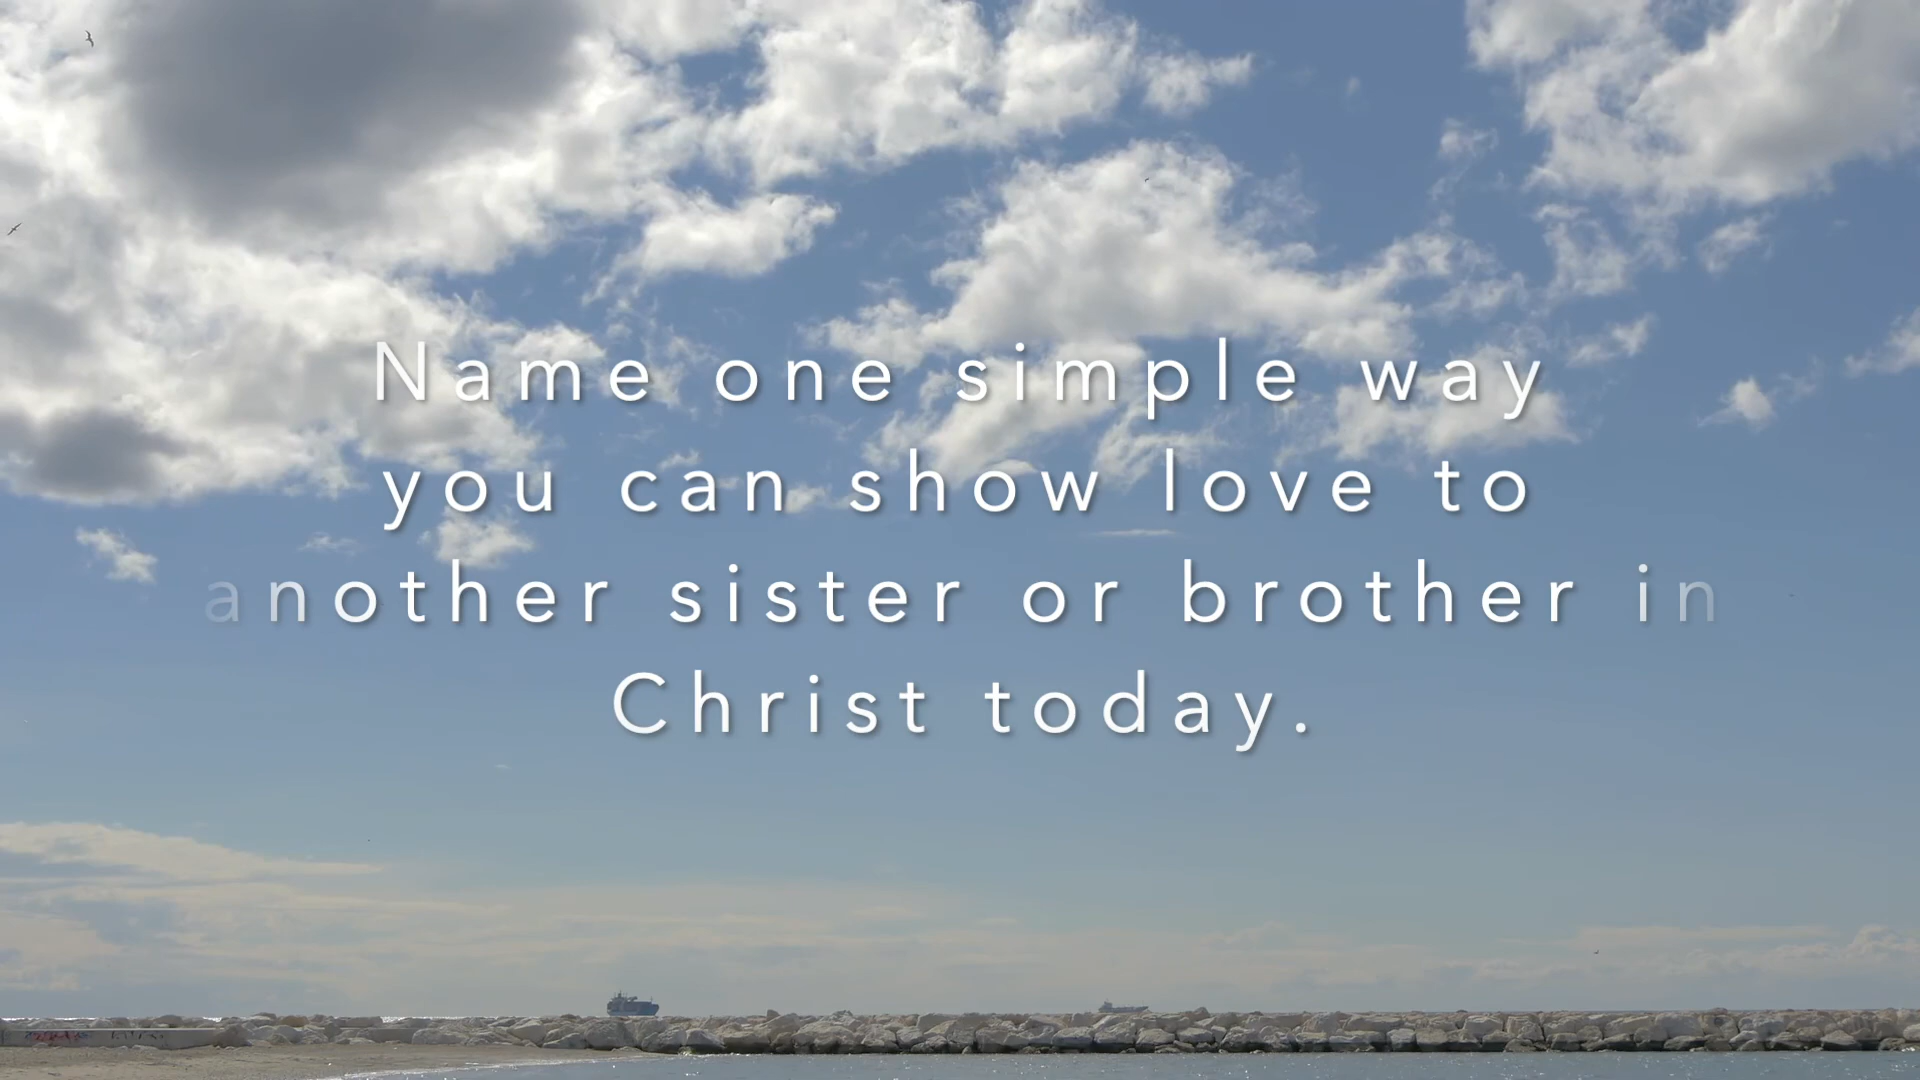 Name one simple way
you can show love to
another sister or brother in
Christ today.